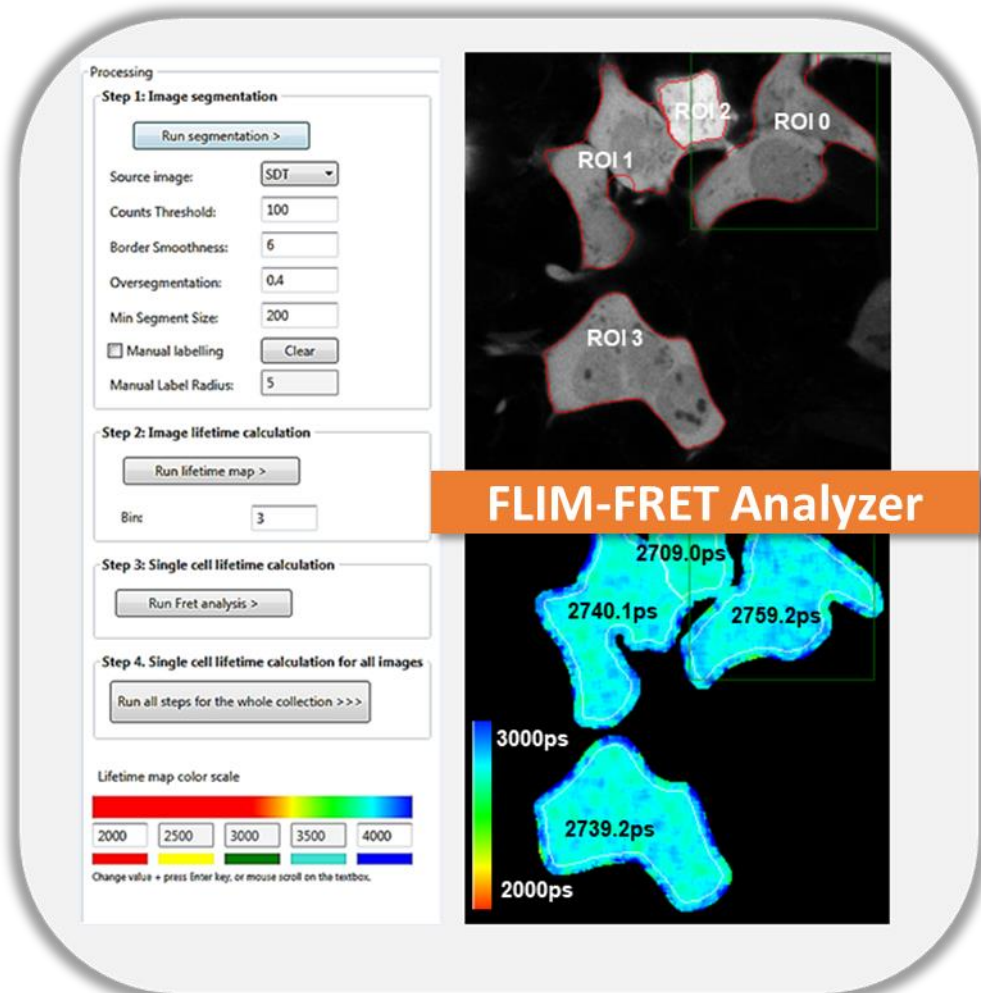 Processing
Step 1: Image segmentation
Run segmentation >
Source image: SDT
Counts Threshold: 100
Border Smoothness: 6
Oversegmentation: 0.4
Min Segment Size: 200
Manual labelling Clear
Manual Label Radius: 5
Step 2: Image lifetime calculation
Run lifetime map >
Bin: 3
Step 3: Single cell lifetime calculation
Run Fret analysis >
Step 4. Single cell lifetime calculation for all images
Run all steps for the whole collection >>>
Lifetime map color scale
2000 2500 3000 3500 4000
Change value + press Enter key, or mouse scroll on the textbox.
ROI 2
ROI 0
ROI 1
ROI 3
FLIM-FRET Analyzer
2709.0ps
2740.1ps
2759.2ps
3000ps
2739.2ps
2000ps